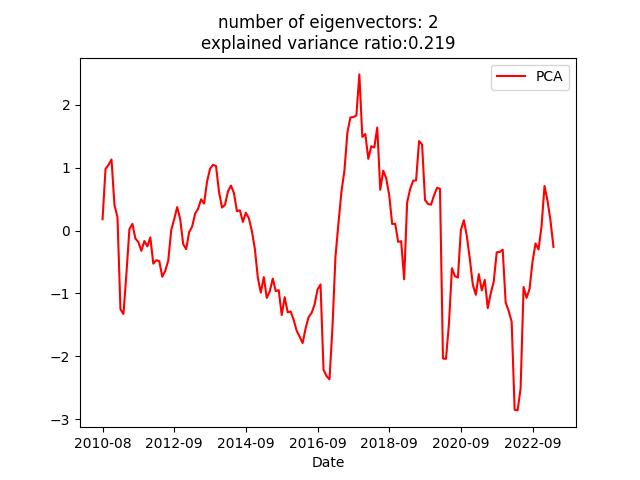 number of eigenvectors: 2
explained variance ratio:0.219
PCA
2
1
0
−1
−2
−3
2010-08 2012-09 2014-09 2016-09 2018-09 2020-09 2022-09
Date